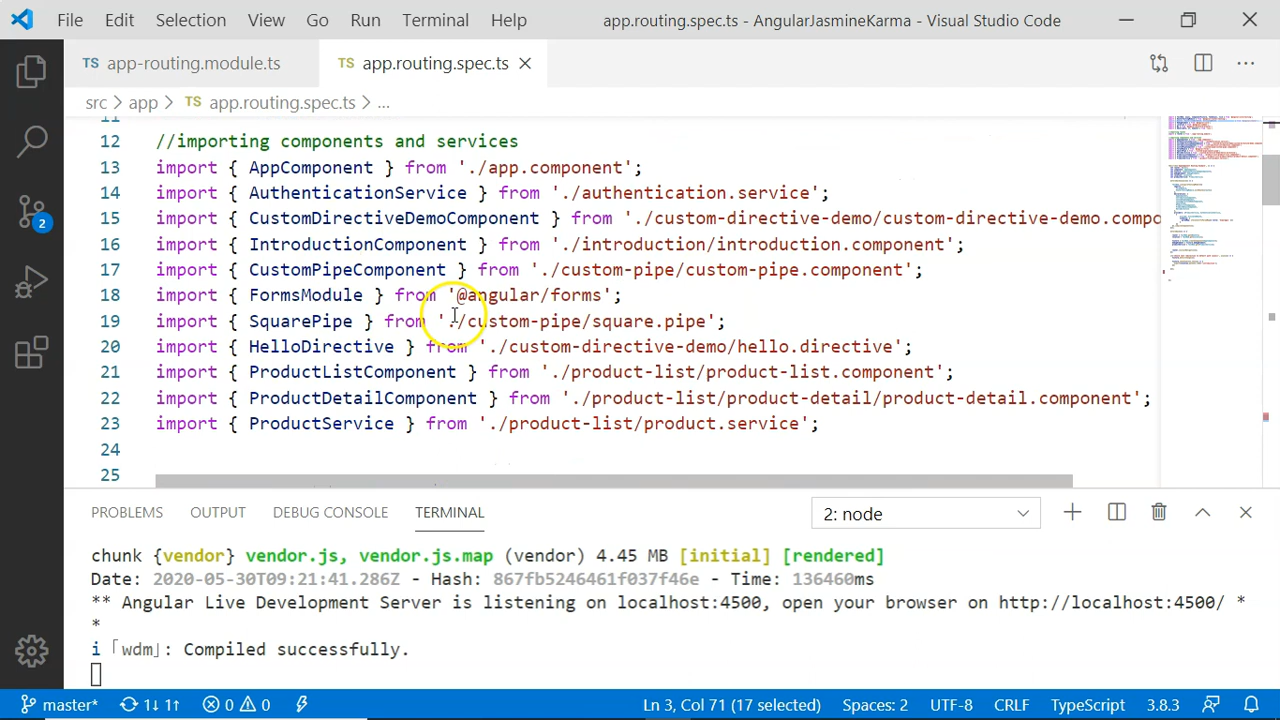 File Edit Selection View Go Run Terminal Help app.routing.spec.ts - AngularJasmineKarma - Visual Studio Code
TS app-routing.module.ts TS app.routing.spec.ts
src > app > TS app.routing.spec.ts > ...
11
12 //importing components and services
13 import { AppComponent } from './app.component';
14 import { AuthenticationService } from './authentication.service';
15 import { CustomDirectiveDemoComponent } from './custom-directive-demo/custom-directive-demo.compo
16 import { IntroductionComponent } from './introduction/introduction.component';
17 import { CustomPipeComponent } from './custom-pipe/custom-pipe.component';
18 import { FormsModule } from '@angular/forms';
19 import { SquarePipe } from './custom-pipe/square.pipe';
20 import { HelloDirective } from './custom-directive-demo/hello.directive';
21 import { ProductListComponent } from './product-list/product-list.component';
22 import { ProductDetailComponent } from './product-list/product-detail/product-detail.component';
23 import { ProductService } from './product-list/product.service';
24
25
2
PROBLEMS OUTPUT DEBUG CONSOLE TERMINAL 2: node
chunk {vendor} vendor.js, vendor.js.map (vendor) 4.45 MB [initial] [rendered]
Date: 2020-05-30T09:21:41.286Z - Hash: 867fb5246461f037f46e - Time: 136460ms
** Angular Live Development Server is listening on localhost:4500, open your browser on http://localhost:4500/ *
*
i ｢wdm｣: Compiled successfully.
master* 1↓ 1↑ 0 0 Ln 3, Col 71 (17 selected) Spaces: 2 UTF-8 CRLF TypeScript 3.8.3